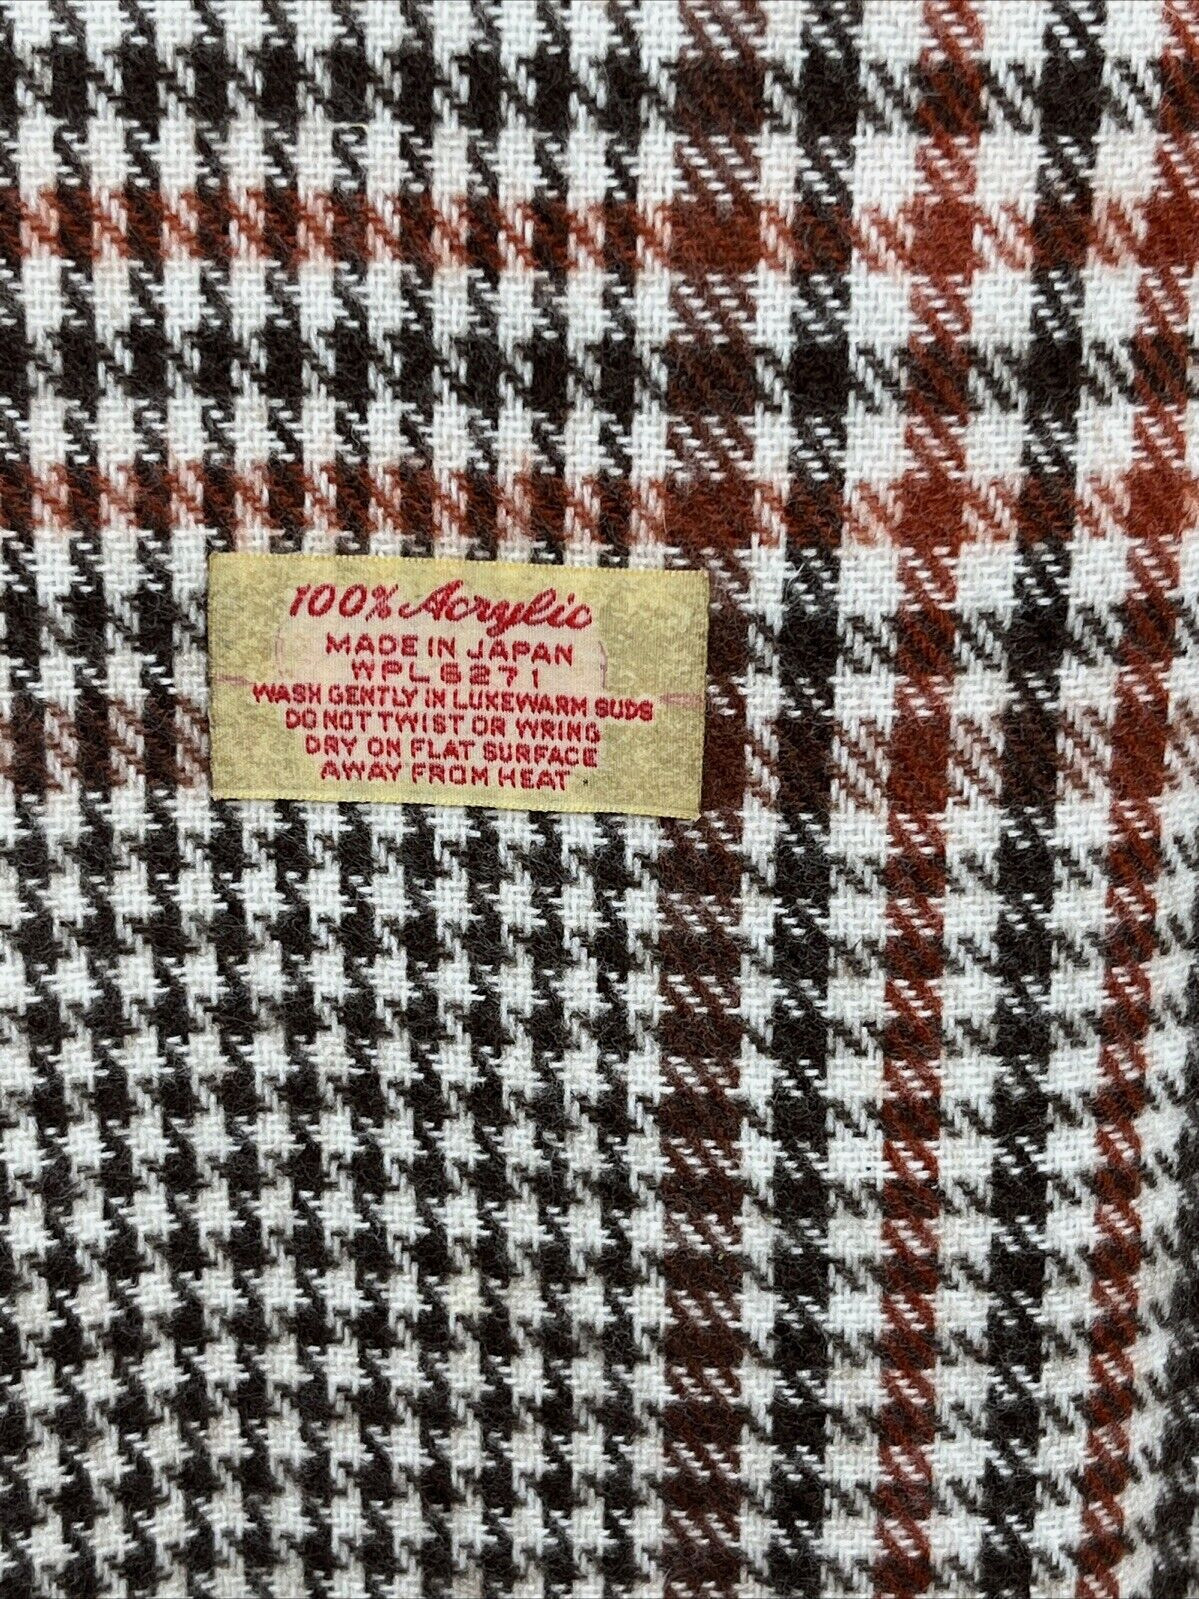 100% Acrylic
MADE IN JAPAN
WPL 6271
WASH GENTLY IN LUKEWARM SUDS
DO NOT TWIST OR WRING
DRY ON FLAT SURFACE
AWAY FROM HEAT